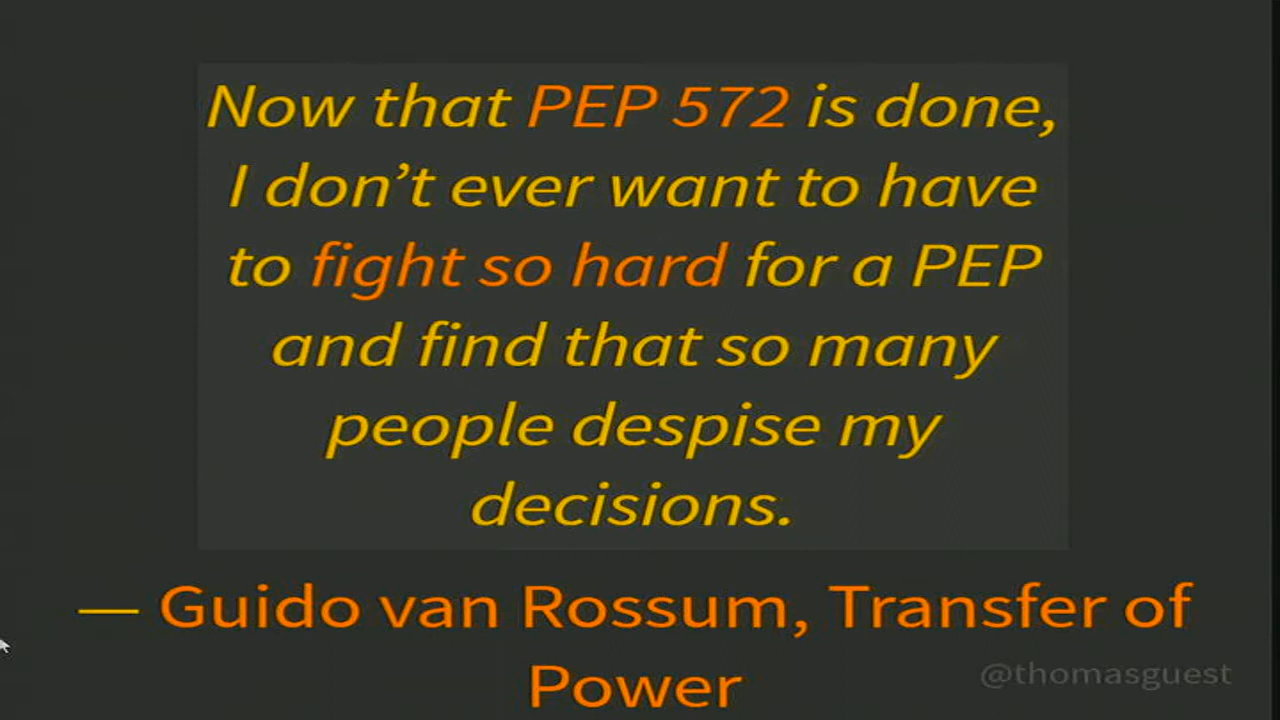 Now that PEP 572 is done,
I don’t ever want to have
to fight so hard for a PEP
and find that so many
people despise my
decisions.
— Guido van Rossum, Transfer of
Power
@thomasguest